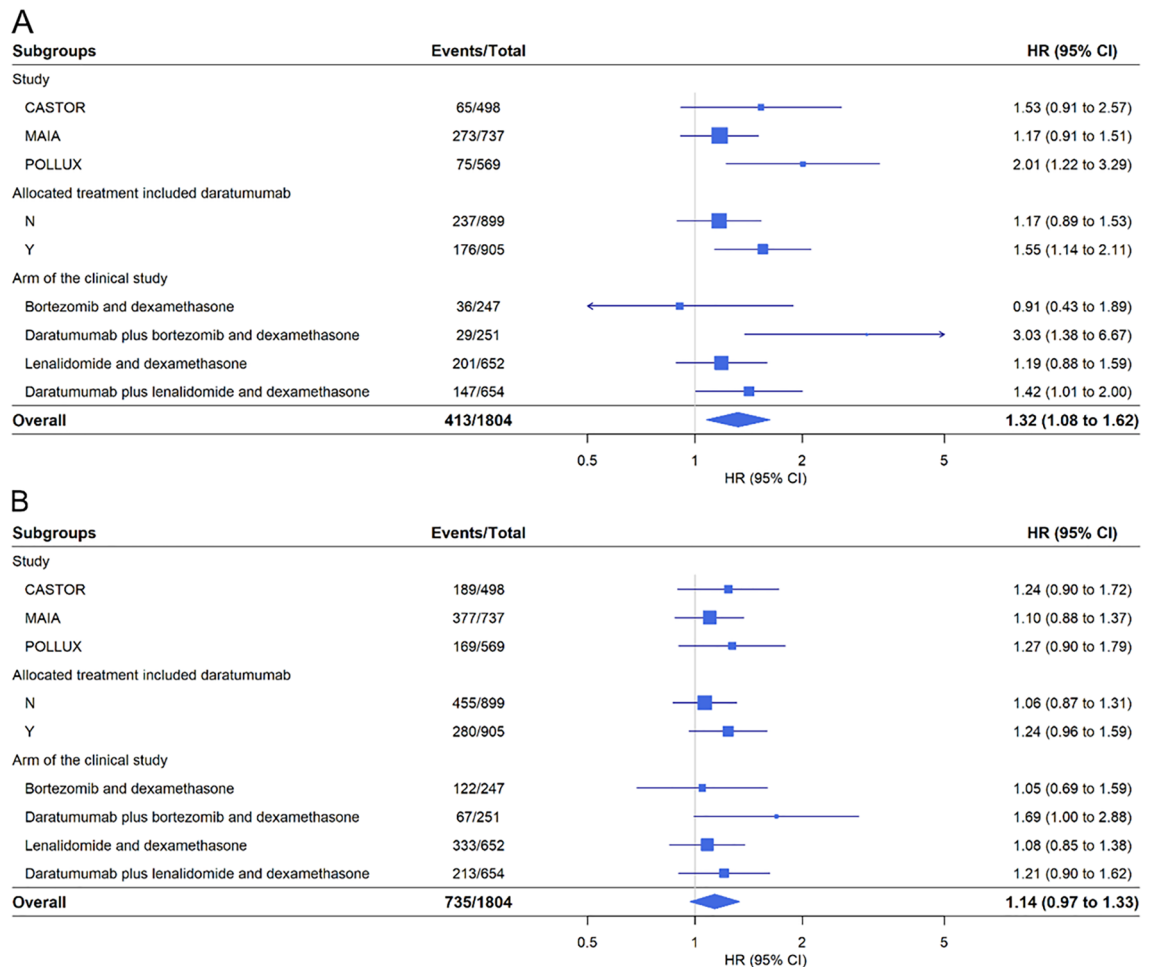 A
Subgroups Events/Total HR (95% CI)
Study
CASTOR 65/498 1.53 (0.91 to 2.57)
MAIA 273/737 1.17 (0.91 to 1.51)
POLLUX 75/569 2.01 (1.22 to 3.29)
Allocated treatment included daratumumab
N 237/899 1.17 (0.89 to 1.53)
Y 176/905 1.55 (1.14 to 2.11)
Arm of the clinical study
Bortezomib and dexamethasone 36/247 0.91 (0.43 to 1.89)
Daratumumab plus bortezomib and dexamethasone 29/251 3.03 (1.38 to 6.67)
Lenalidomide and dexamethasone 201/652 1.19 (0.88 to 1.59)
Daratumumab plus lenalidomide and dexamethasone 147/654 1.42 (1.01 to 2.00)
Overall 413/1804 1.32 (1.08 to 1.62)
0.5 1 2 5
HR (95% CI)
B
Subgroups Events/Total HR (95% CI)
Study
CASTOR 189/498 1.24 (0.90 to 1.72)
MAIA 377/737 1.10 (0.88 to 1.37)
POLLUX 169/569 1.27 (0.90 to 1.79)
Allocated treatment included daratumumab
N 455/899 1.06 (0.87 to 1.31)
Y 280/905 1.24 (0.96 to 1.59)
Arm of the clinical study
Bortezomib and dexamethasone 122/247 1.05 (0.69 to 1.59)
Daratumumab plus bortezomib and dexamethasone 67/251 1.69 (1.00 to 2.88)
Lenalidomide and dexamethasone 333/652 1.08 (0.85 to 1.38)
Daratumumab plus lenalidomide and dexamethasone 213/654 1.21 (0.90 to 1.62)
Overall 735/1804 1.14 (0.97 to 1.33)
0.5 1 2 5
HR (95% CI)